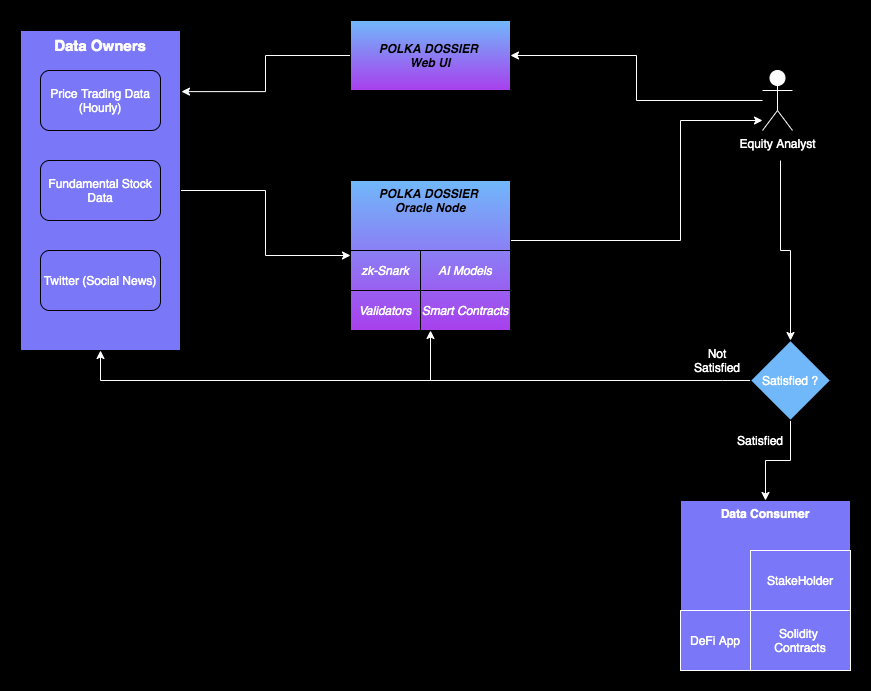 Data Owners
Price Trading Data
(Hourly)
Fundamental Stock
Data
Twitter (Social News)
POLKA DOSSIER
Web UI
POLKA DOSSIER
Oracle Node
zk-Snark
AI Models
Validators
Smart Contracts
Equity Analyst
Not
Satisfied
Satisfied ?
Satisfied
Data Consumer
StakeHolder
DeFi App
Solidity
Contracts